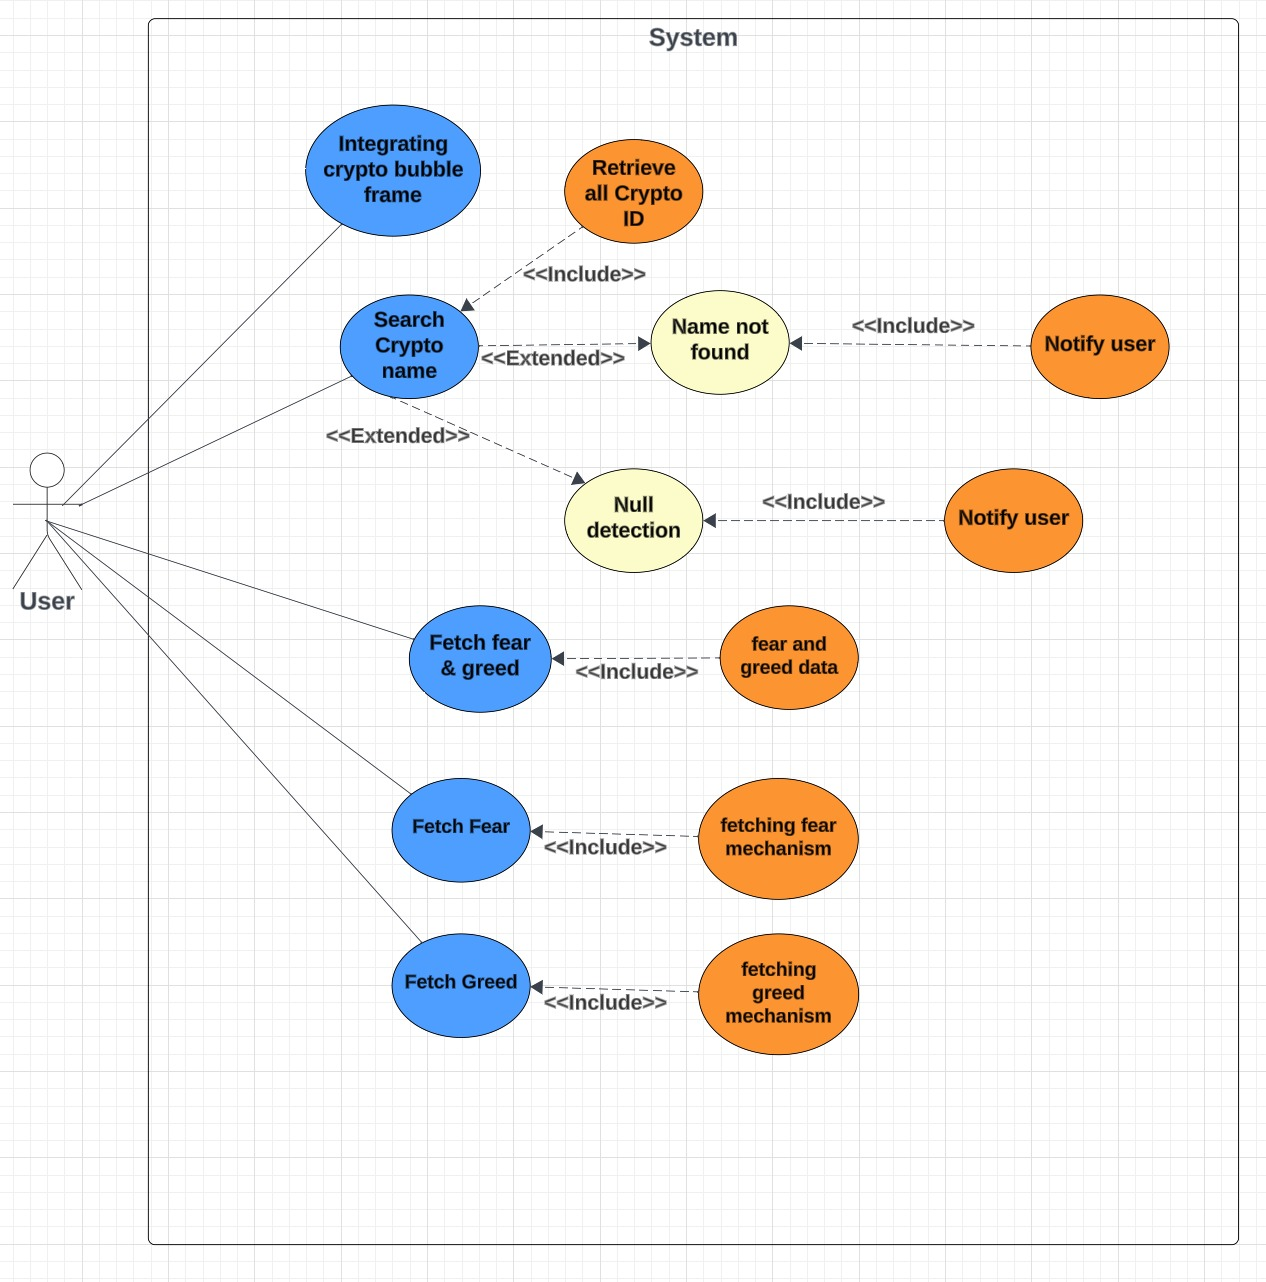 System
Integrating
crypto bubble
frame
Retrieve
all Crypto
ID
<<Include>>
Search
Crypto
name
<<Extended>>
Name not
found
<<Include>>
Notify user
<<Extended>>
Null
detection
<<Include>>
Notify user
User
Fetch fear
& greed
<<Include>>
fear and
greed data
Fetch Fear
<<Include>>
fetching fear
mechanism
Fetch Greed
<<Include>>
fetching
greed
mechanism